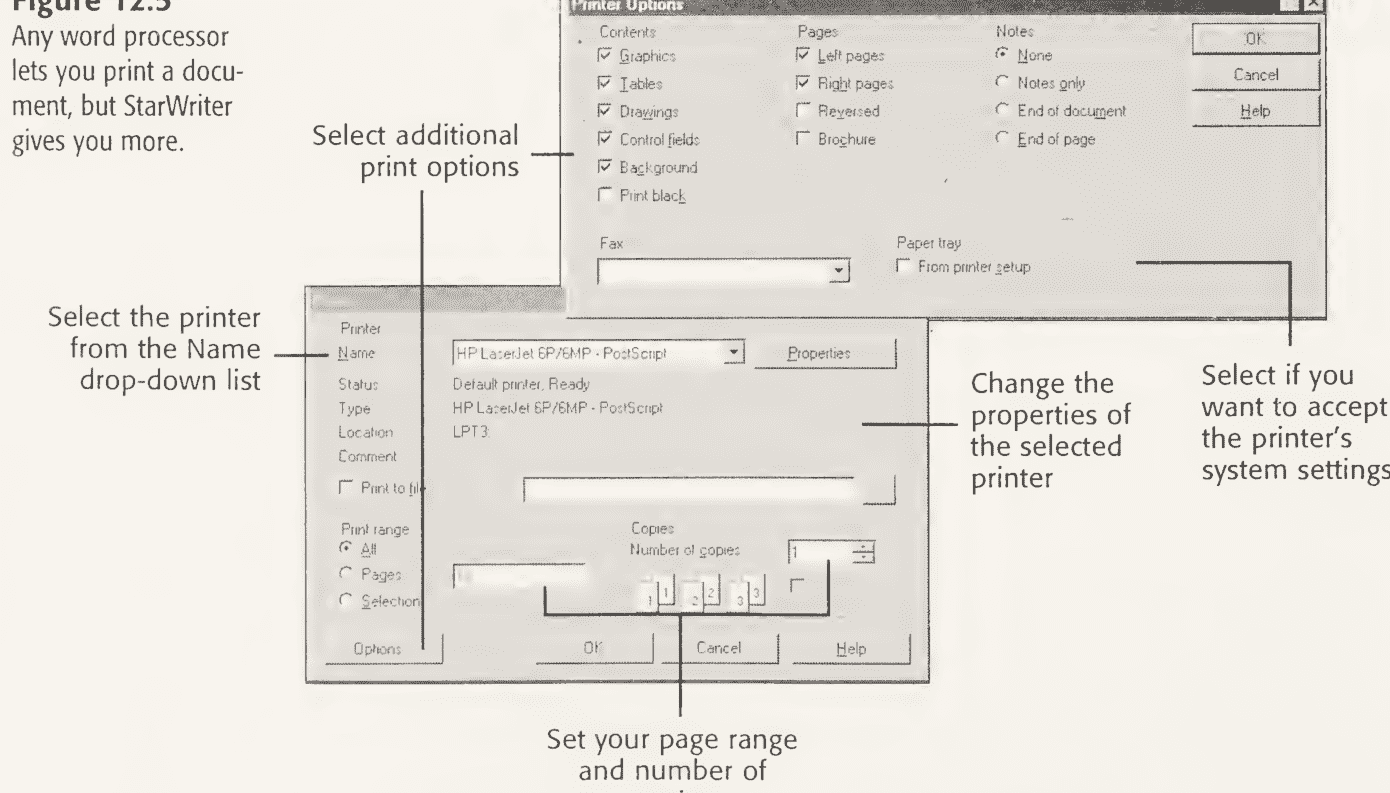 Figure 12.5
Any word processor
lets you print a docu-
ment, but StarWriter
gives you more.
Select additional
print options
Printer Options
Contents
Graphics
Tables
Drawings
Control fields
Background
Print black
Pages
Left pages
Right pages
Reversed
Brochure
Notes
None
Notes only
End of document
End of page
OK
Cancel
Help
Fax
Paper tray
From printer setup
Select the printer
from the Name
drop-down list
Printer
Name
HP LaserJet 6P/6MP - PostScript
Properties
Status
Default printer, Ready
Type
HP LaserJet 6P/6MP - PostScript
Location
LPT3:
Comment
Print to file
Print range
All
Pages
Selection
Copies
Number of copies
1
1 1 2 2 3 3
Options
OK
Cancel
Help
Change the
properties of
the selected
printer
Select if you
want to accept
the printer's
system settings
Set your page range
and number of